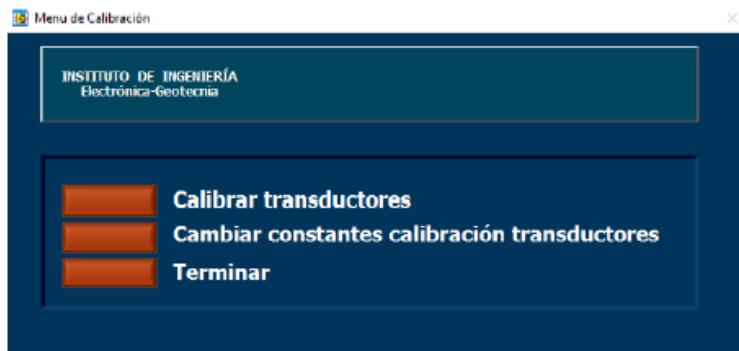 Menu de Calibración
INSTITUTO DE INGENIERÍA
Electrónica-Geotecnia
Calibrar transductores
Cambiar constantes calibración transductores
Terminar